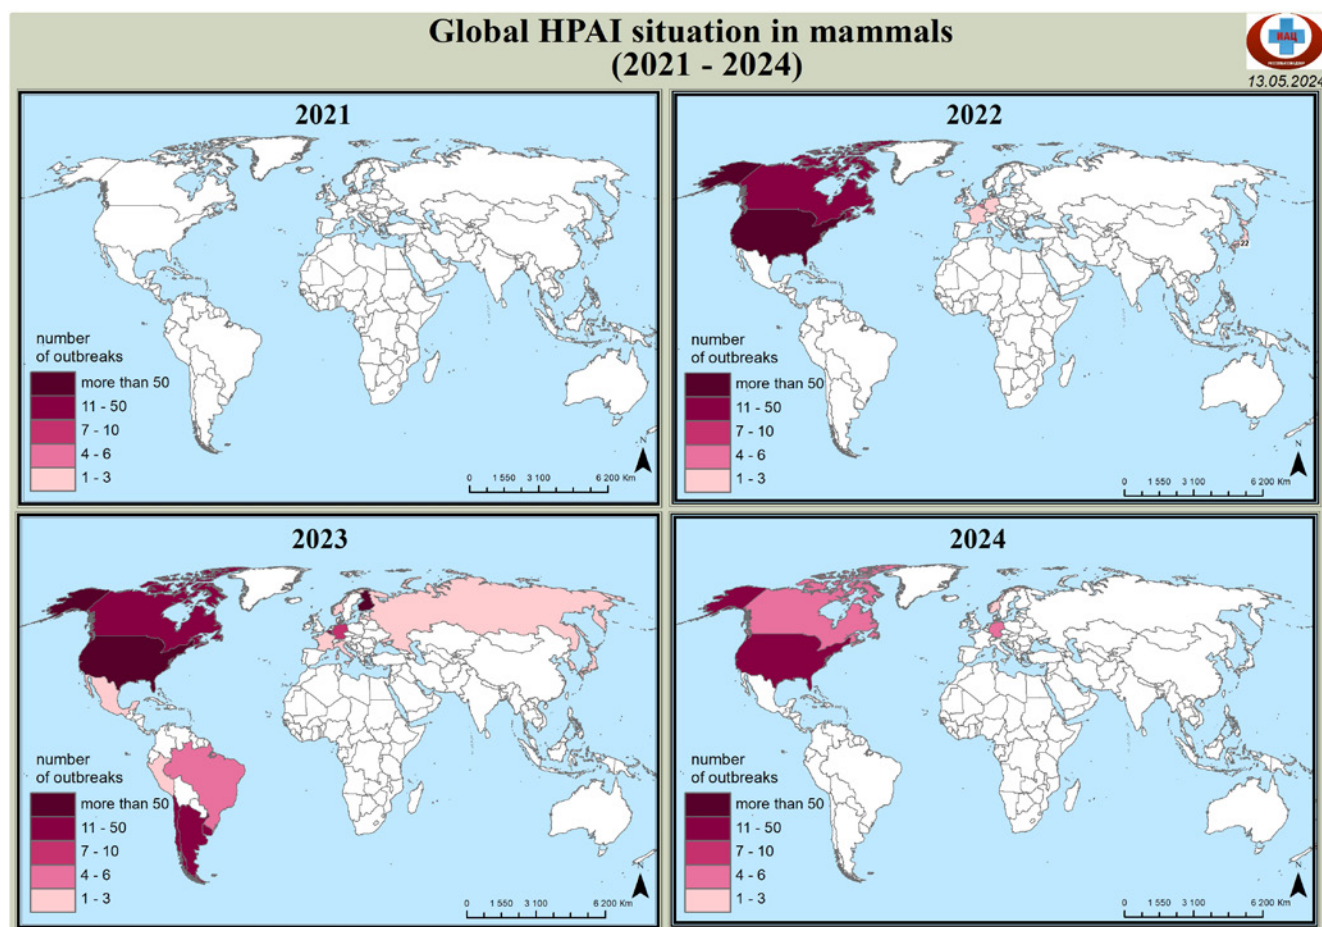 Global HPAI situation in mammals
(2021 - 2024)
ИАЦ
13.05.2024
2021
number
of outbreaks
more than 50
11 - 50
7 - 10
4 - 6
1 - 3
N
0 1 550 3 100 6 200 Km
2022
22
number
of outbreaks
more than 50
11 - 50
7 - 10
4 - 6
1 - 3
N
0 1 550 3 100 6 200 Km
2023
number
of outbreaks
more than 50
11 - 50
7 - 10
4 - 6
1 - 3
N
0 1 550 3 100 6 200 Km
2024
number
of outbreaks
more than 50
11 - 50
7 - 10
4 - 6
1 - 3
N
0 1 550 3 100 6 200 Km